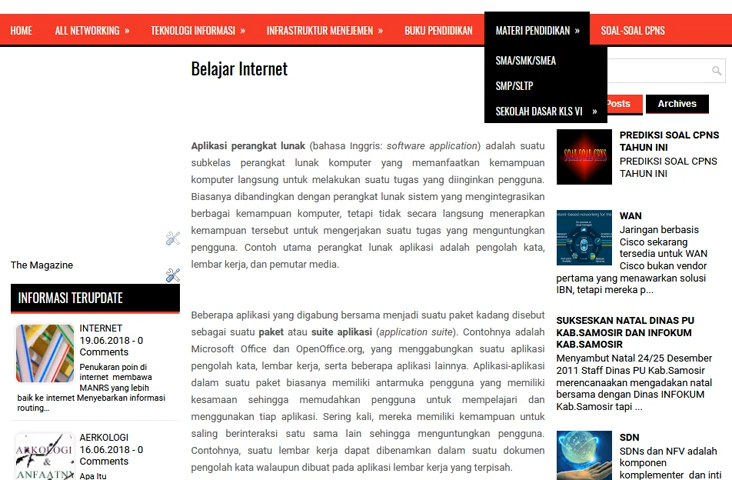 HOME
ALL NETWORKING »
TEKNOLOGI INFORMASI »
INFRASTRUKTUR MENEJEMEN »
BUKU PENDIDIKAN
MATERI PENDIDIKAN »
SOAL-SOAL CPNS
SMA/SMK/SMEA
SMP/SLTP
SEKOLAH DASAR KLS VI »
The Magazine
INFORMASI TERUPDATE
INTERNET
19.06.2018 - 0
Comments
Penukaran poin di
internet membawa
MANRS yang lebih
baik ke internet Menyebarkan informasi
routing…
AERKOLOGI
16.06.2018 - 0
Comments
Apa Itu
AERKOLOGI
&
Belajar Internet
Aplikasi perangkat lunak (bahasa Inggris: software application) adalah suatu
subkelas perangkat lunak komputer yang memanfaatkan kemampuan
komputer langsung untuk melakukan suatu tugas yang diinginkan pengguna.
Biasanya dibandingkan dengan perangkat lunak sistem yang mengintegrasikan
berbagai kemampuan komputer, tetapi tidak secara langsung menerapkan
kemampuan tersebut untuk mengerjakan suatu tugas yang menguntungkan
pengguna. Contoh utama perangkat lunak aplikasi adalah pengolah kata,
lembar kerja, dan pemutar media.
Beberapa aplikasi yang digabung bersama menjadi suatu paket kadang disebut
sebagai suatu paket atau suite aplikasi (application suite). Contohnya adalah
Microsoft Office dan OpenOffice.org, yang menggabungkan suatu aplikasi
pengolah kata, lembar kerja, serta beberapa aplikasi lainnya. Aplikasi-aplikasi
dalam suatu paket biasanya memiliki antarmuka pengguna yang memiliki
kesamaan sehingga memudahkan pengguna untuk mempelajari dan
menggunakan tiap aplikasi. Sering kali, mereka memiliki kemampuan untuk
saling berinteraksi satu sama lain sehingga menguntungkan pengguna.
Contohnya, suatu lembar kerja dapat dibenamkan dalam suatu dokumen
pengolah kata walaupun dibuat pada aplikasi lembar kerja yang terpisah.
Posts
Archives
SOAL SOAL CPNS
PREDIKSI SOAL CPNS
TAHUN INI
PREDIKSI SOAL CPNS
TAHUN INI
WAN
Jaringan berbasis
Cisco sekarang
tersedia untuk WAN
Cisco bukan vendor
pertama yang menawarkan solusi
IBN, tetapi mereka p...
SUKSESKAN NATAL DINAS PU
KAB.SAMOSIR DAN INFOKUM
KAB.SAMOSIR
Menyambut Natal 24/25 Desember
2011 Staff Dinas PU Kab.Samosir
merencanaakan mengadakan natal
bersama dengan Dinas INFOKUM
Kab.Samosir tapi ...
SDN
SDNs dan NFV adalah
komponen
komplementer dan inti